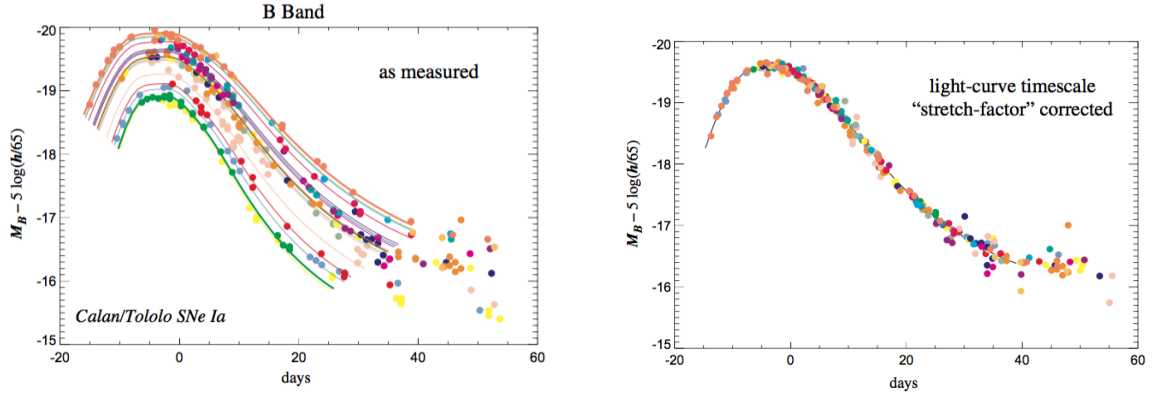 B Band
-20
-19
-18
-17
-16
-15
M_B – 5 log(h/65)
as measured
Calan/Tololo SNe Ia
-20 0 20 40 60
days
-20
-19
-18
-17
-16
-15
M_B – 5 log(h/65)
light-curve timescale
“stretch-factor” corrected
-20 0 20 40 60
days